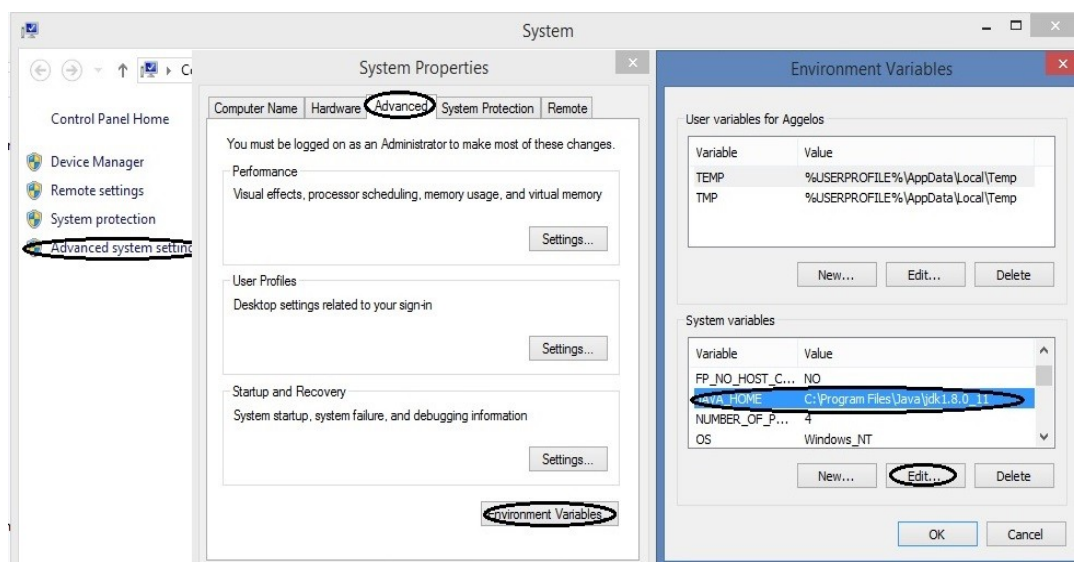 System
Control Panel Home
Device Manager
Remote settings
System protection
Advanced system setting
System Properties
Computer Name Hardware Advanced System Protection Remote
You must be logged on as an Administrator to make most of these changes.
Performance
Visual effects, processor scheduling, memory usage, and virtual memory
Settings...
User Profiles
Desktop settings related to your sign-in
Settings...
Startup and Recovery
System startup, system failure, and debugging information
Settings...
Environment Variables
Environment Variables
User variables for Aggelos
Variable Value
TEMP %USERPROFILE%\AppData\Local\Temp
TMP %USERPROFILE%\AppData\Local\Temp
New... Edit... Delete
System variables
Variable Value
FP_NO_HOST_C... NO
JAVA_HOME C:\Program Files\Java\jdk1.8.0_11
NUMBER_OF_P... 4
OS Windows_NT
New... Edit... Delete
OK Cancel